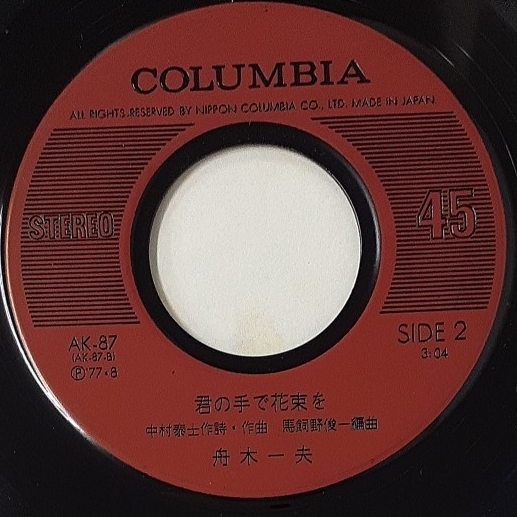 COLUMBIA
ALL RIGHTS RESERVED BY NIPPON COLUMBIA CO., LTD. MADE IN JAPAN
STEREO
45
AK-87
(AK-87-B)
Ⓟ'77・8
SIDE 2
3:04
君の手で花束を
中村泰士作詩・作曲 馬飼野俊一編曲
舟木一夫